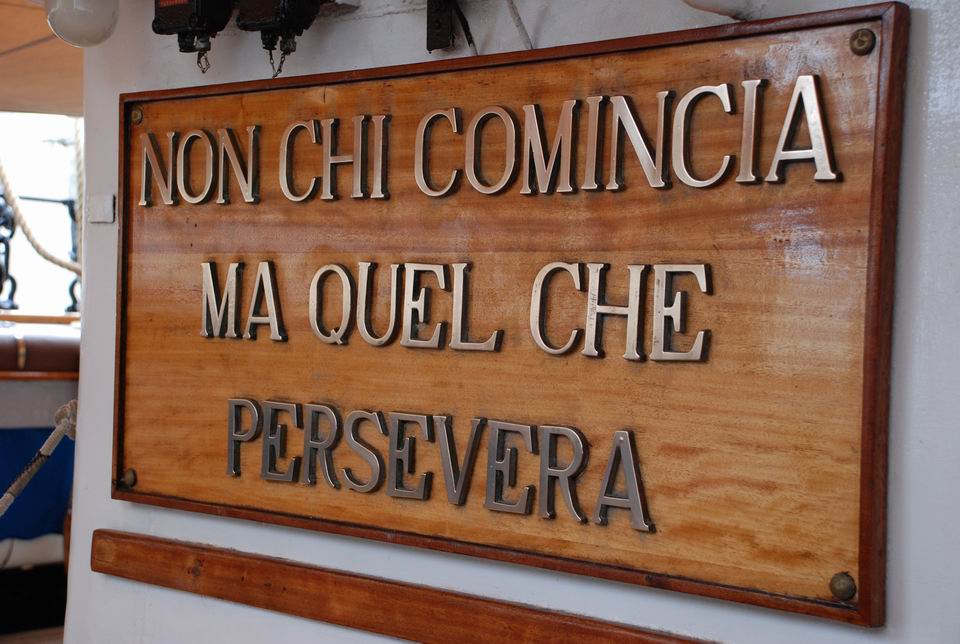 NON CHI COMINCIA
MA QUEL CHE
PERSEVERA